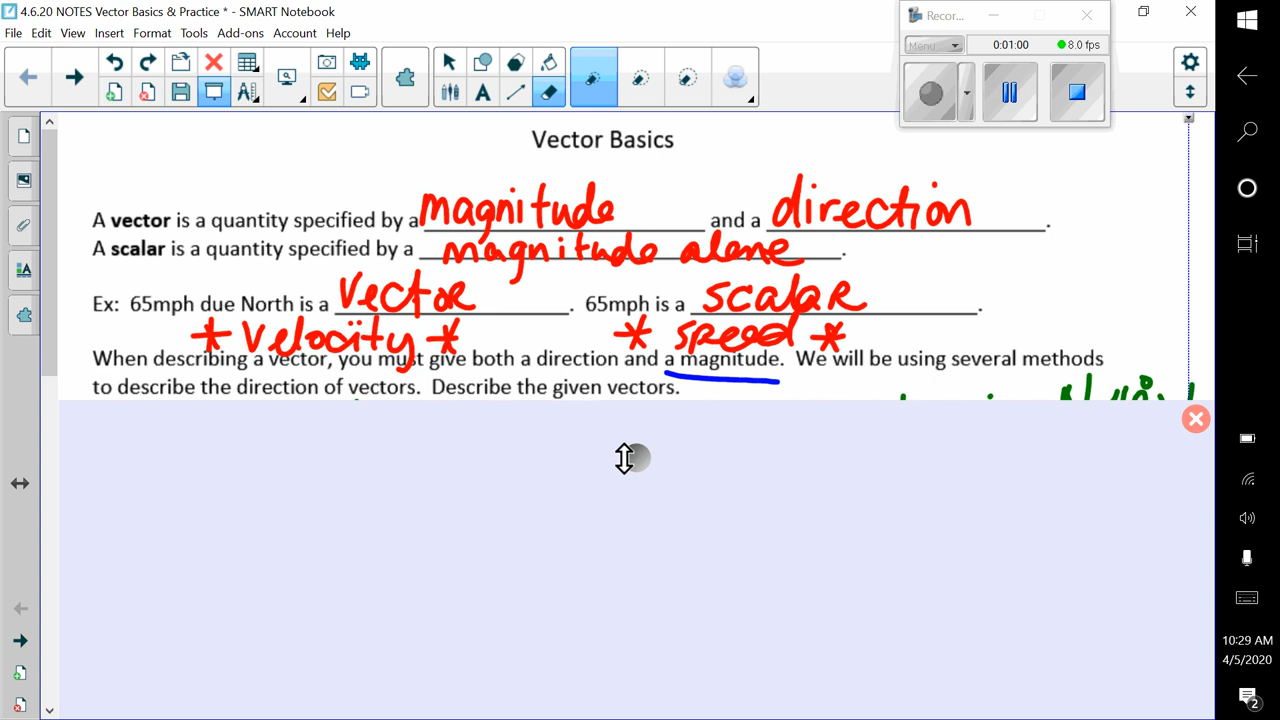 4.6.20 NOTES Vector Basics & Practice * - SMART Notebook
File Edit View Insert Format Tools Add-ons Account Help
Recor...
Menu 0:01:00 8.0 fps
Vector Basics
A vector is a quantity specified by a magnitude and a direction.
A scalar is a quantity specified by a magnitude alone.
Ex: 65mph due North is a vector. 65mph is a scalar.
* velocity * * speed *
When describing a vector, you must give both a direction and a magnitude. We will be using several methods
to describe the direction of vectors. Describe the given vectors.
10:29 AM
4/5/2020
2